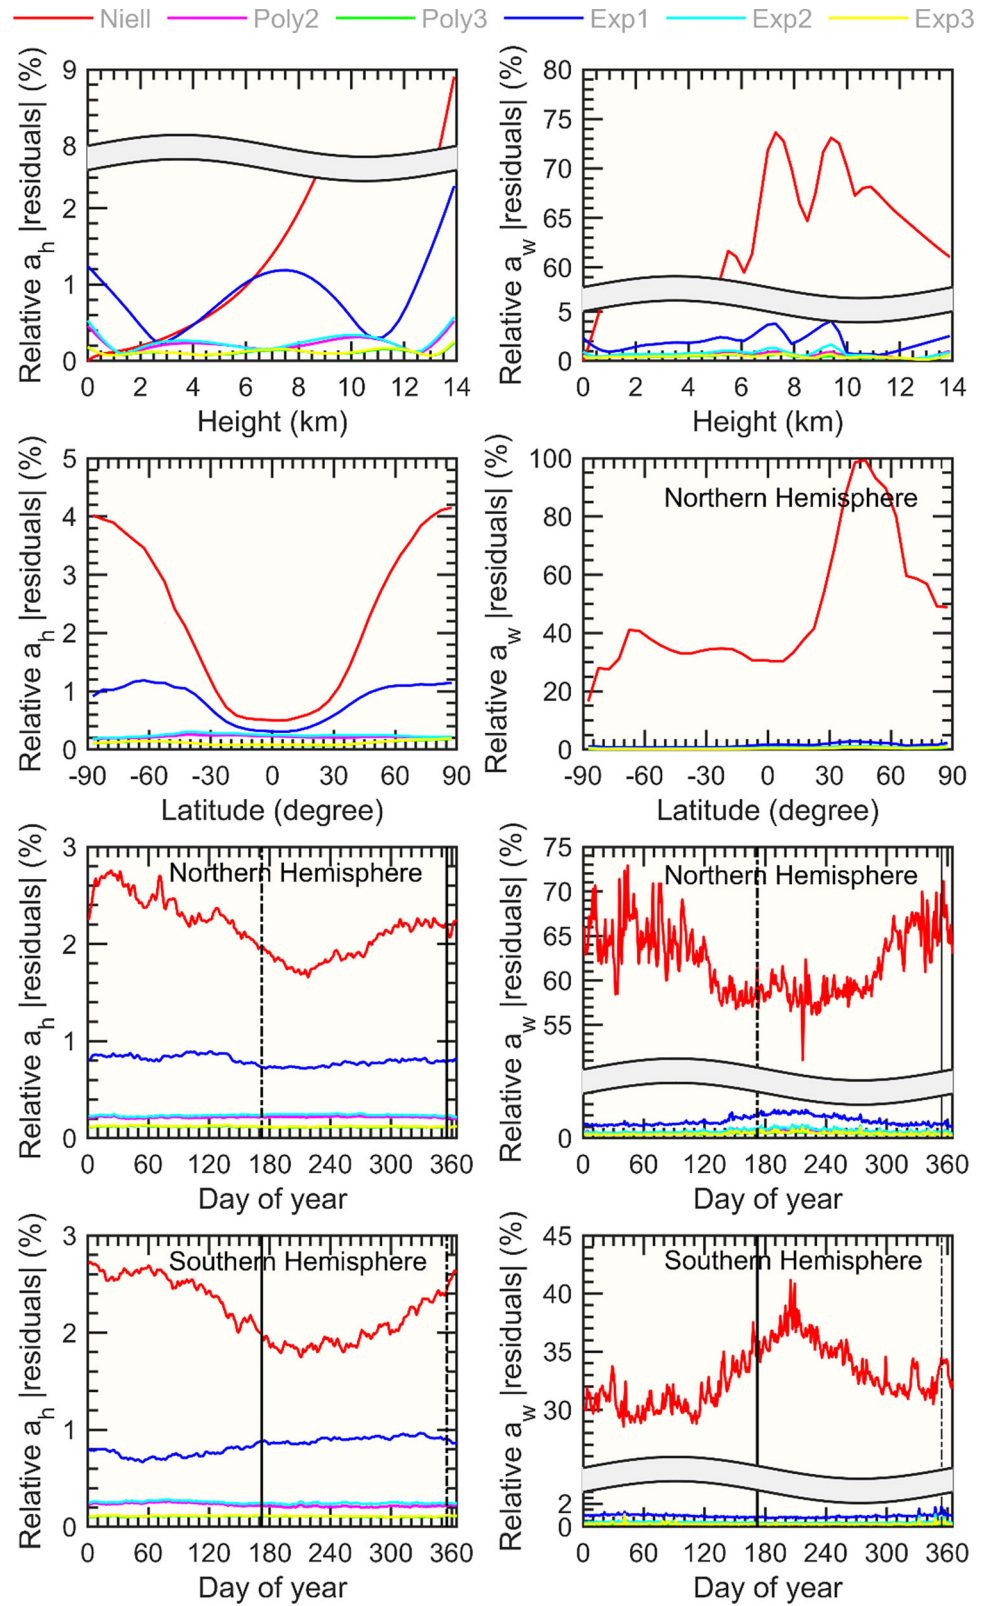 Niell Poly2 Poly3 Exp1 Exp2 Exp3
Relative a_h |residuals| (%)
9
8
2
1
0
0 2 4 6 8 10 12 14
Height (km)
Relative a_w |residuals| (%)
80
75
70
65
60
5
0
0 2 4 6 8 10 12 14
Height (km)
Relative a_h |residuals| (%)
5
4
3
2
1
0
-90 -60 -30 0 30 60 90
Latitude (degree)
Relative a_w |residuals| (%)
100
80
60
40
20
0
Northern Hemisphere
-90 -60 -30 0 30 60 90
Latitude (degree)
Relative a_h |residuals| (%)
3
2
1
0
Northern Hemisphere
0 60 120 180 240 300 360
Day of year
Relative a_w |residuals| (%)
75
70
65
60
55
0
Northern Hemisphere
0 60 120 180 240 300 360
Day of year
Relative a_h |residuals| (%)
3
2
1
0
Southern Hemisphere
0 60 120 180 240 300 360
Day of year
Relative a_w |residuals| (%)
45
40
35
30
2
0
Southern Hemisphere
0 60 120 180 240 300 360
Day of year